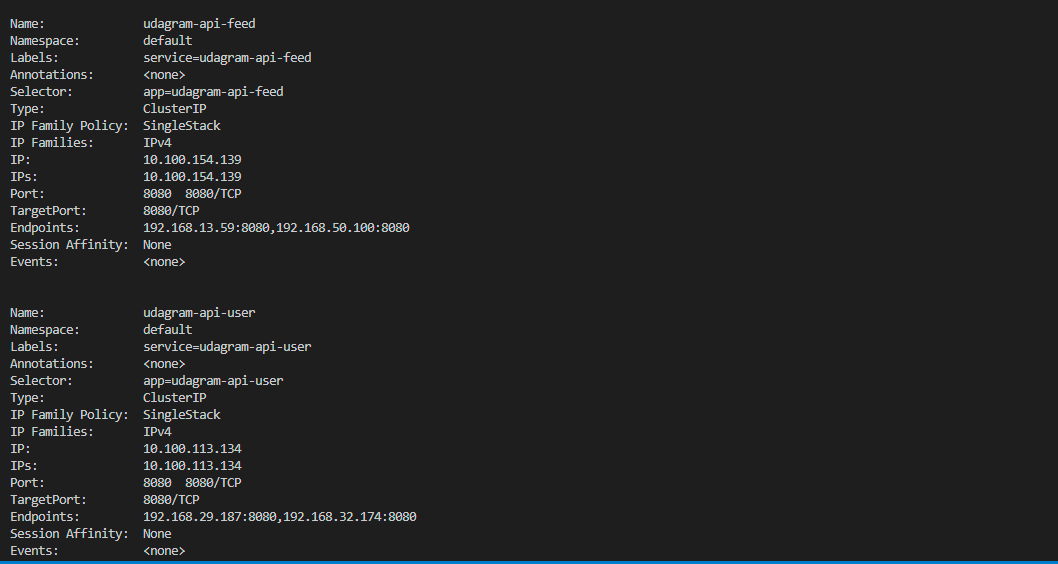 Name:              udagram-api-feed
Namespace:         default
Labels:            service=udagram-api-feed
Annotations:       <none>
Selector:          app=udagram-api-feed
Type:              ClusterIP
IP Family Policy:  SingleStack
IP Families:       IPv4
IP:                10.100.154.139
IPs:               10.100.154.139
Port:              8080  8080/TCP
TargetPort:        8080/TCP
Endpoints:         192.168.13.59:8080,192.168.50.100:8080
Session Affinity:  None
Events:            <none>
Name:              udagram-api-user
Namespace:         default
Labels:            service=udagram-api-user
Annotations:       <none>
Selector:          app=udagram-api-user
Type:              ClusterIP
IP Family Policy:  SingleStack
IP Families:       IPv4
IP:                10.100.113.134
IPs:               10.100.113.134
Port:              8080  8080/TCP
TargetPort:        8080/TCP
Endpoints:         192.168.29.187:8080,192.168.32.174:8080
Session Affinity:  None
Events:            <none>